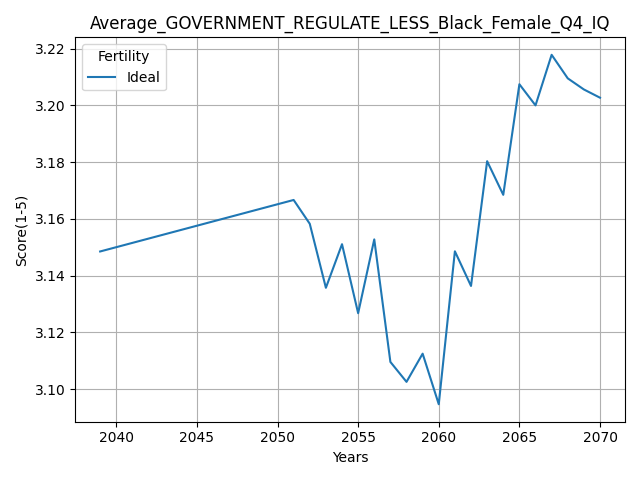 Average_GOVERNMENT_REGULATE_LESS_Black_Female_Q4_IQ
Fertility
Ideal
Score(1-5)
3.22
3.20
3.18
3.16
3.14
3.12
3.10
2040 2045 2050 2055 2060 2065 2070
Years